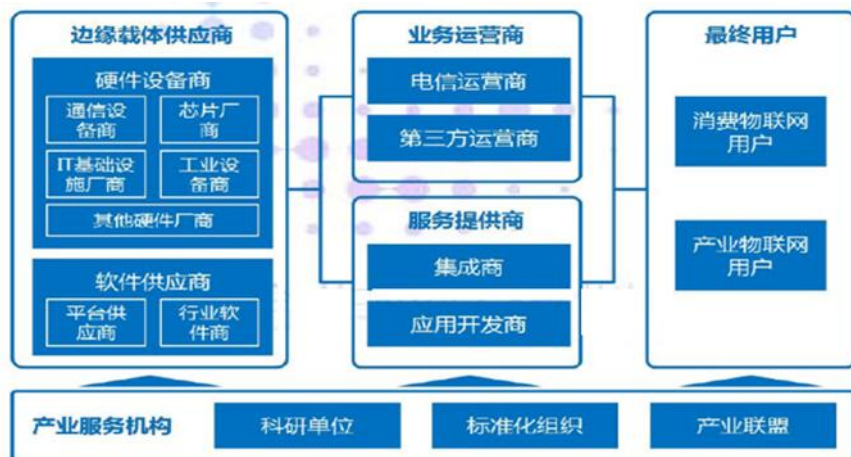 边缘载体供应商
硬件设备商
通信设
备商
芯片厂
商
IT基础设
施厂商
工业设
备商
其他硬件厂商
软件供应商
平台供
应商
行业软
件商
业务运营商
电信运营商
第三方运营商
服务提供商
集成商
应用开发商
最终用户
消费物联网
用户
产业物联网
用户
产业服务机构
科研单位
标准化组织
产业联盟